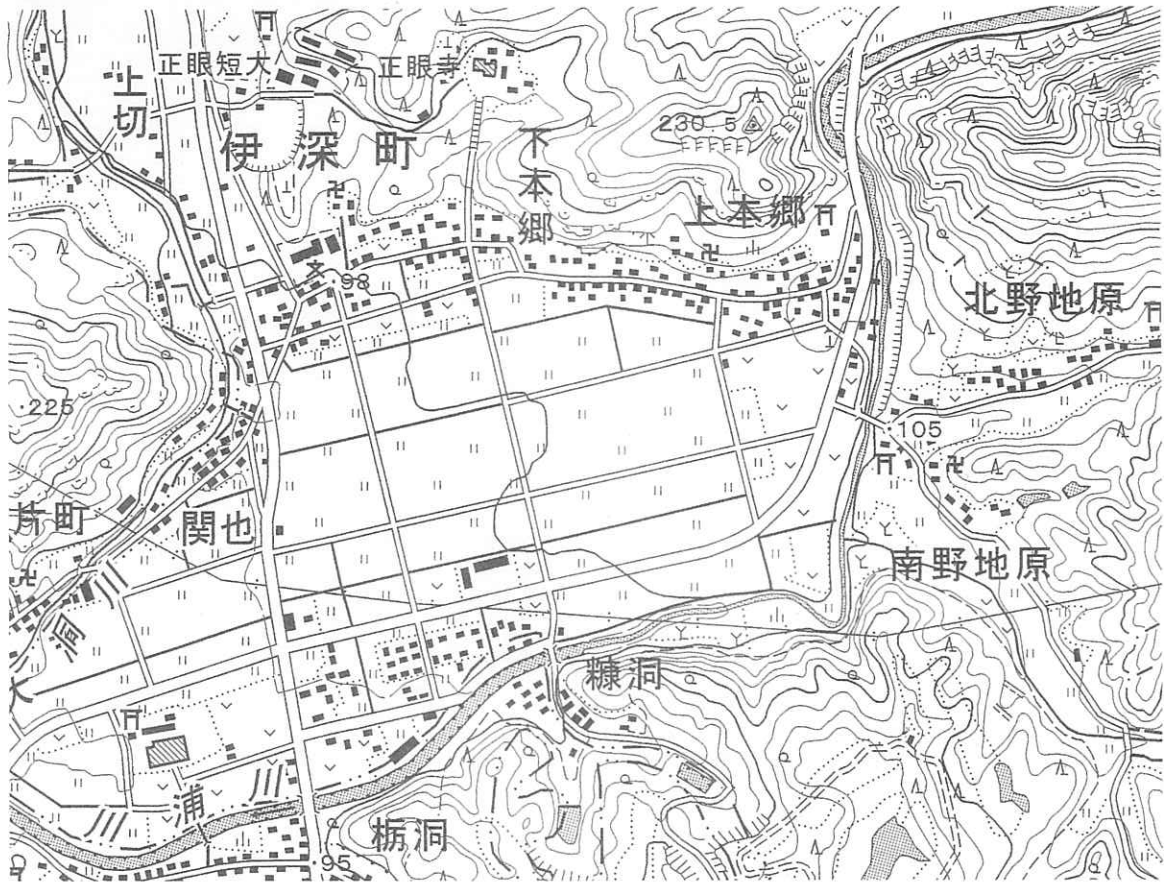 正眼短大
正眼寺
上切
伊深町
下本郷
230.5
上本郷
98
北野地原
225
105
片町
関也
南野地原
洞
川
糠洞
川浦川
栃洞
95